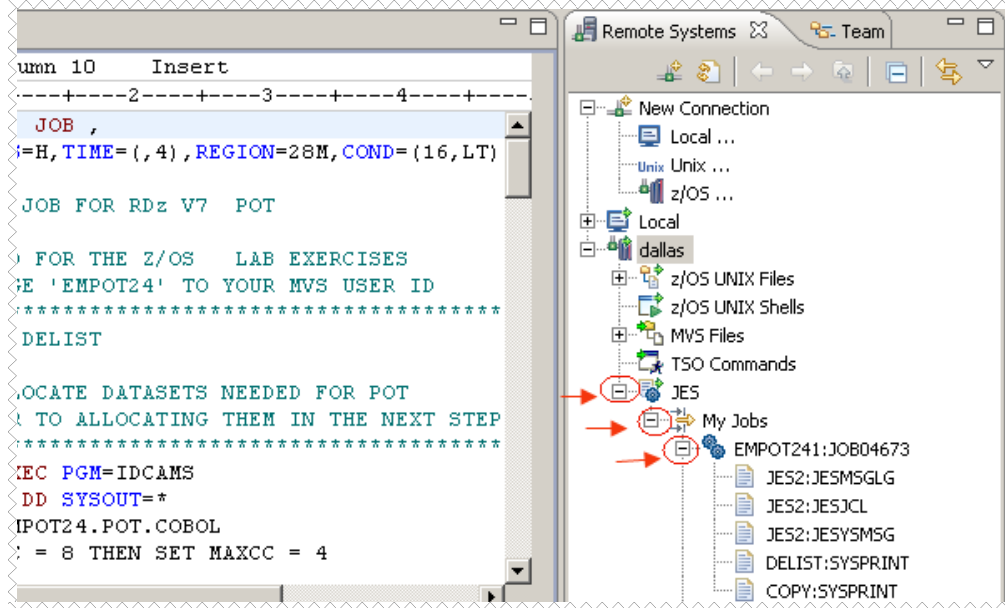 umn 10 Insert
----+----2----+----3----+----4----+----.
JOB ,
S=H,TIME=(,4),REGION=28M,COND=(16,LT)
JOB FOR RDz V7 POT
FOR THE Z/OS LAB EXERCISES
GE 'EMPOT24' TO YOUR MVS USER ID
**************************************
DELIST
OCATE DATASETS NEEDED FOR POT
R TO ALLOCATING THEM IN THE NEXT STEP
**************************************
EXEC PGM=IDCAMS
DD SYSOUT=*
MPOT24.POT.COBOL
C = 8 THEN SET MAXCC = 4
Remote Systems
Team
New Connection
Local ...
Unix Unix ...
z/OS ...
Local
dallas
z/OS UNIX Files
z/OS UNIX Shells
MVS Files
TSO Commands
JES
My Jobs
EMPOT241:JOB04673
JES2:JESMSGLG
JES2:JESJCL
JES2:JESYSMSG
DELIST:SYSPRINT
COPY:SYSPRINT